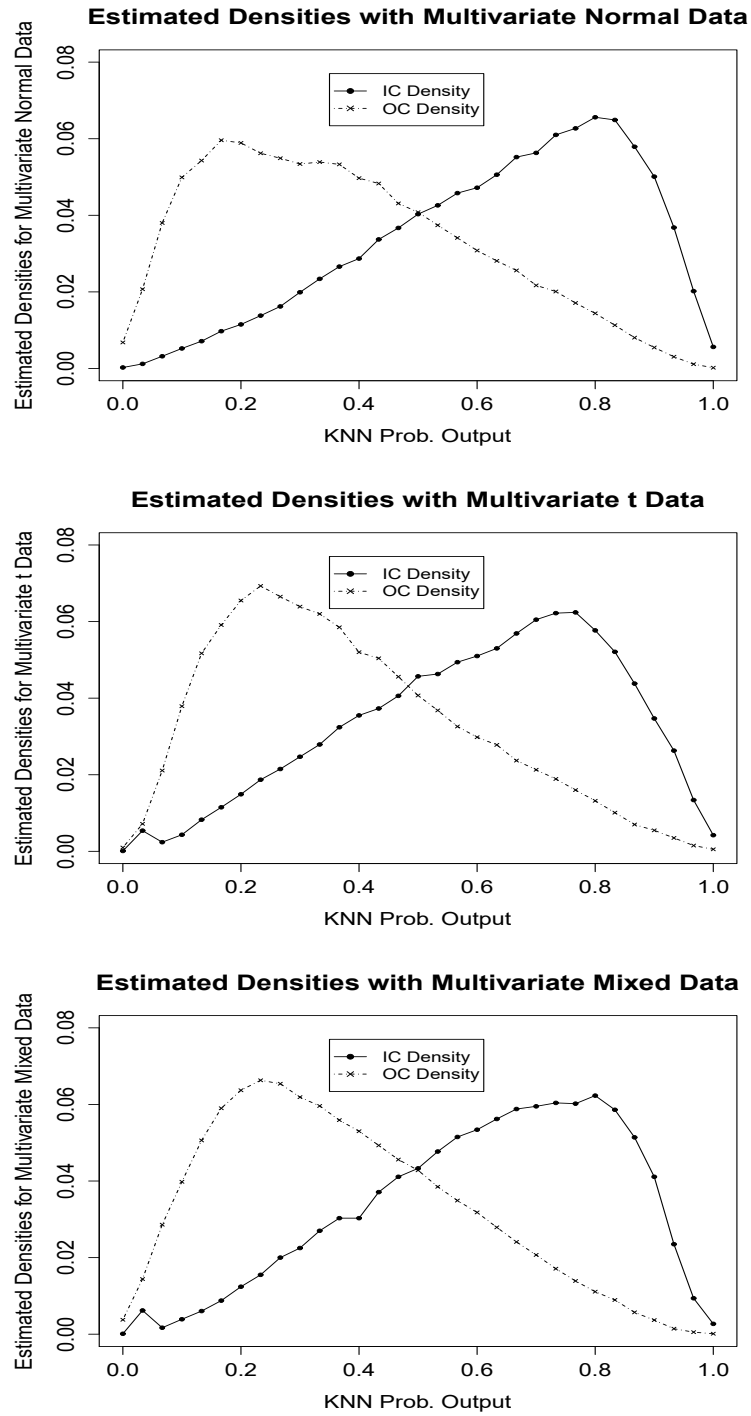 Estimated Densities with Multivariate Normal Data
Estimated Densities for Multivariate Normal Data
0.08
0.06
0.04
0.02
0.00
IC Density
OC Density
0.0 0.2 0.4 0.6 0.8 1.0
KNN Prob. Output
Estimated Densities with Multivariate t Data
Estimated Densities for Multivariate t Data
0.08
0.06
0.04
0.02
0.00
IC Density
OC Density
0.0 0.2 0.4 0.6 0.8 1.0
KNN Prob. Output
Estimated Densities with Multivariate Mixed Data
Estimated Densities for Multivariate Mixed Data
0.08
0.06
0.04
0.02
0.00
IC Density
OC Density
0.0 0.2 0.4 0.6 0.8 1.0
KNN Prob. Output